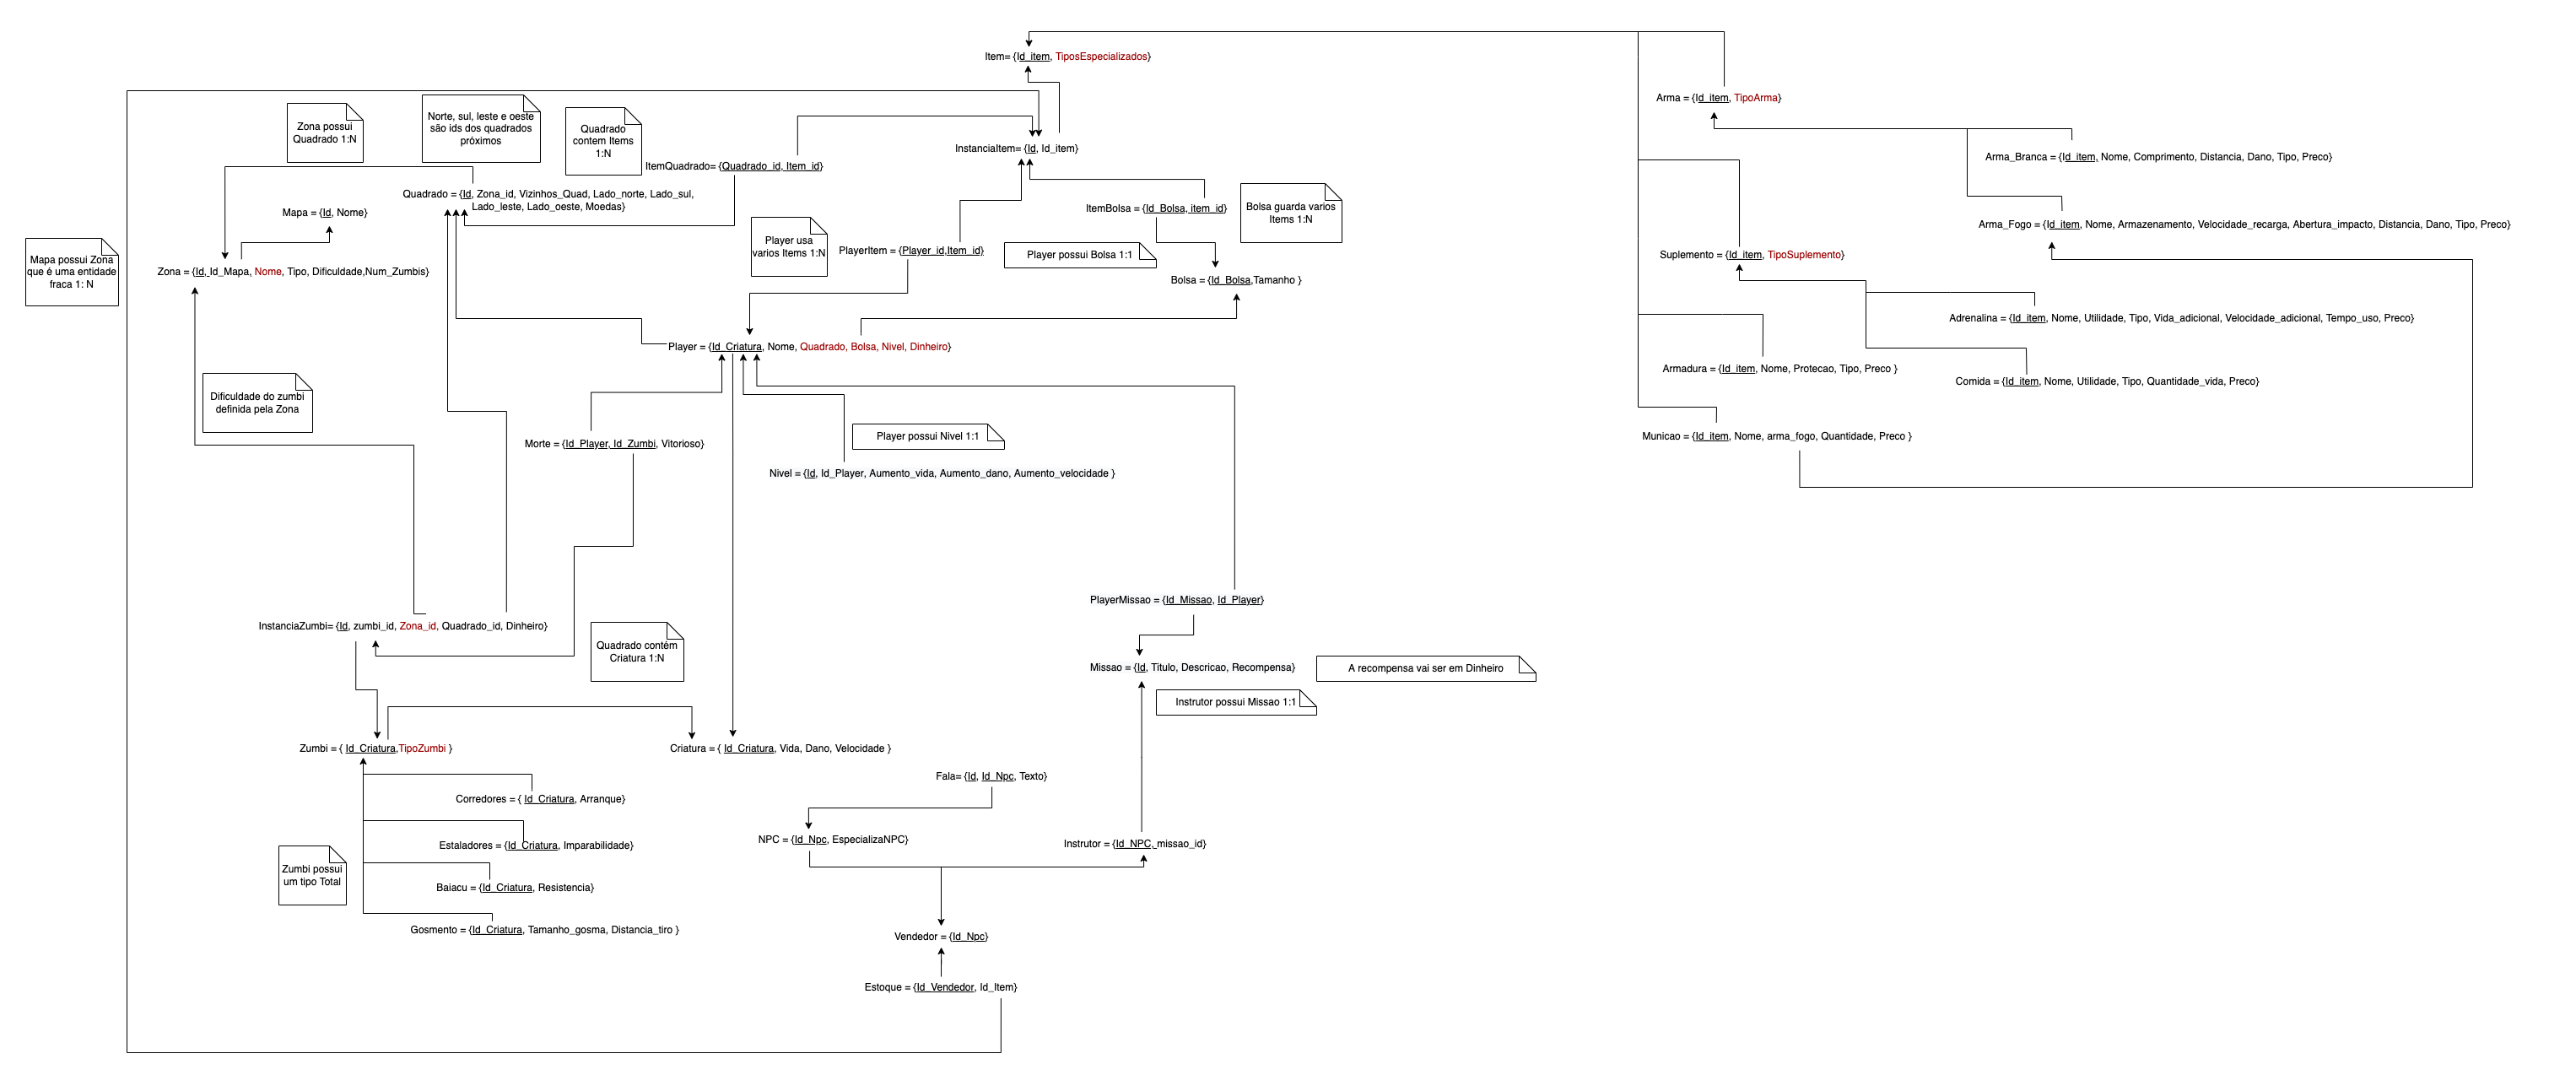 Item= {Id_item, TiposEspecializados}
Arma = {Id_item, TipoArma}
Zona possui
Quadrado 1:N
Norte, sul, leste e oeste
são ids dos quadrados
próximos
Quadrado
contem Items
1:N
InstanciaItem= {Id, Id_item}
Arma_Branca = {Id_item, Nome, Comprimento, Distancia, Dano, Tipo, Preco}
ItemQuadrado= {Quadrado_id, Item_id}
Quadrado = {Id, Zona_id, Vizinhos_Quad, Lado_norte, Lado_sul,
Lado_leste, Lado_oeste, Moedas}
Mapa = {Id, Nome}
ItemBolsa = {Id_Bolsa, item_id}
Bolsa guarda varios
Items 1:N
Arma_Fogo = {Id_item, Nome, Armazenamento, Velocidade_recarga, Abertura_impacto, Distancia, Dano, Tipo, Preco}
Player usa
varios Items 1:N
PlayerItem = {Player_id,Item_id}
Player possui Bolsa 1:1
Suplemento = {Id_item, TipoSuplemento}
Mapa possui Zona
que é uma entidade
fraca 1: N
Zona = {Id, Id_Mapa, Nome, Tipo, Dificuldade,Num_Zumbis}
Bolsa = {Id_Bolsa,Tamanho }
Adrenalina = {Id_item, Nome, Utilidade, Tipo, Vida_adicional, Velocidade_adicional, Tempo_uso, Preco}
Player = {Id_Criatura, Nome, Quadrado, Bolsa, Nivel, Dinheiro}
Armadura = {Id_item, Nome, Protecao, Tipo, Preco }
Comida = {Id_item, Nome, Utilidade, Tipo, Quantidade_vida, Preco}
Dificuldade do zumbi
definida pela Zona
Morte = {Id_Player, Id_Zumbi, Vitorioso}
Player possui Nivel 1:1
Municao = {Id_item, Nome, arma_fogo, Quantidade, Preco }
Nivel = {Id, Id_Player, Aumento_vida, Aumento_dano, Aumento_velocidade }
PlayerMissao = {Id_Missao, Id_Player}
InstanciaZumbi= {Id, zumbi_id, Zona_id, Quadrado_id, Dinheiro}
Quadrado contém
Criatura 1:N
Missao = {Id, Titulo, Descricao, Recompensa}
A recompensa vai ser em Dinheiro
Instrutor possui Missao 1:1
Zumbi = { Id_Criatura,TipoZumbi }
Criatura = { Id_Criatura, Vida, Dano, Velocidade }
Fala= {Id, Id_Npc, Texto}
Corredores = { Id_Criatura, Arranque}
NPC = {Id_Npc, EspecializaNPC}
Instrutor = {Id_NPC, missao_id}
Estaladores = {Id_Criatura, Imparabilidade}
Zumbi possui
um tipo Total
Baiacu = {Id_Criatura, Resistencia}
Gosmento = {Id_Criatura, Tamanho_gosma, Distancia_tiro }
Vendedor = {Id_Npc}
Estoque = {Id_Vendedor, Id_Item}